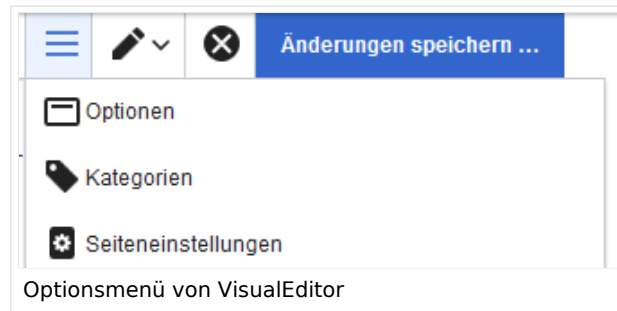 Änderungen speichern ...
Optionen
Kategorien
Seiteneinstellungen
Optionsmenü von VisualEditor